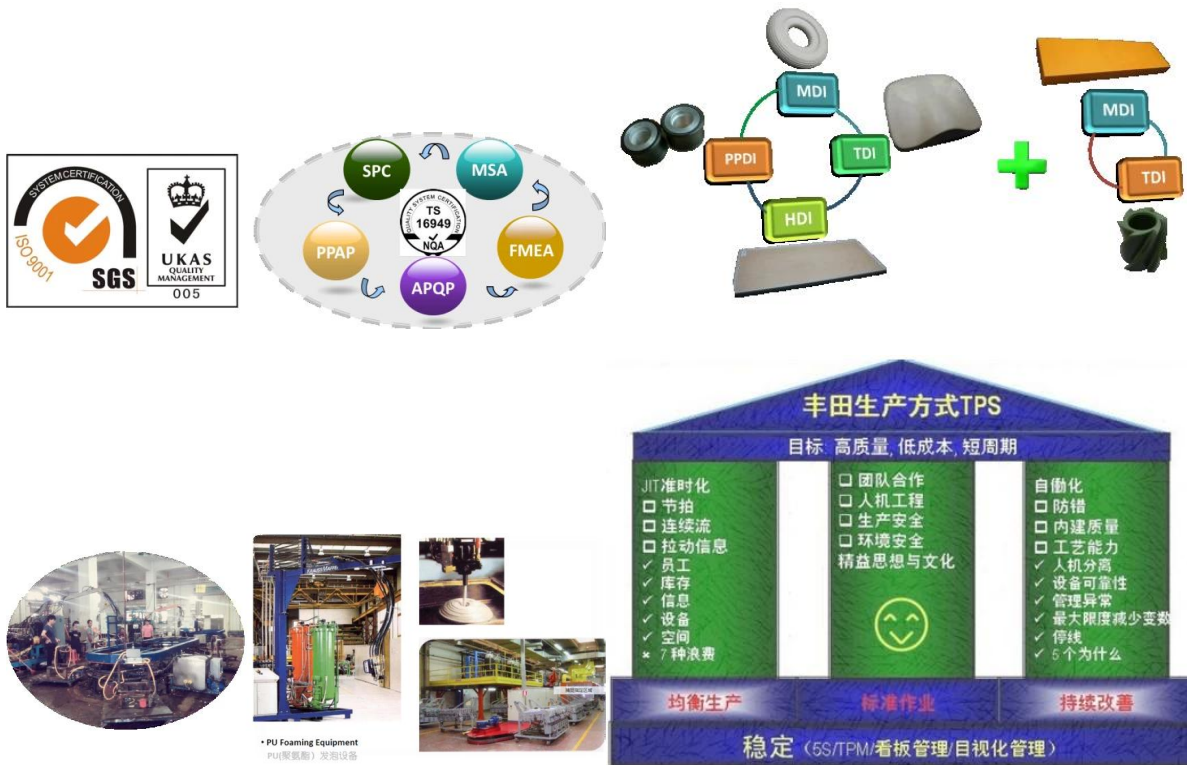 SYSTEM CERTIFICATION
ISO 9001
SGS
UKAS
QUALITY
MANAGEMENT
005
SPC
MSA
QUALITY SYSTEM CERTIFICATION
TS
16949
NQA
PPAP
FMEA
APQP
MDI
PPDI
TDI
HDI
MDI
TDI
• PU Foaming Equipment
PU(聚氨酯）发泡设备
丰田生产方式TPS
目标: 高质量, 低成本, 短周期
JIT准时化
□ 节拍
□ 连续流
□ 拉动信息
✓ 员工
✓ 库存
✓ 信息
✓ 设备
✓ 空间
× 7 种浪费
❑ 团队合作
❑ 人机工程
❑ 生产安全
❑ 环境安全
精益思想与文化
自働化
□ 防错
□ 内建质量
□ 工艺能力
✓ 人机分离
✓ 设备可靠性
✓ 管理异常
✓ 最大限度减少变数
✓ 停线
✓ 5 个为什么
均衡生产
标准作业
持续改善
稳定（5S/TPM/看板管理/目视化管理）